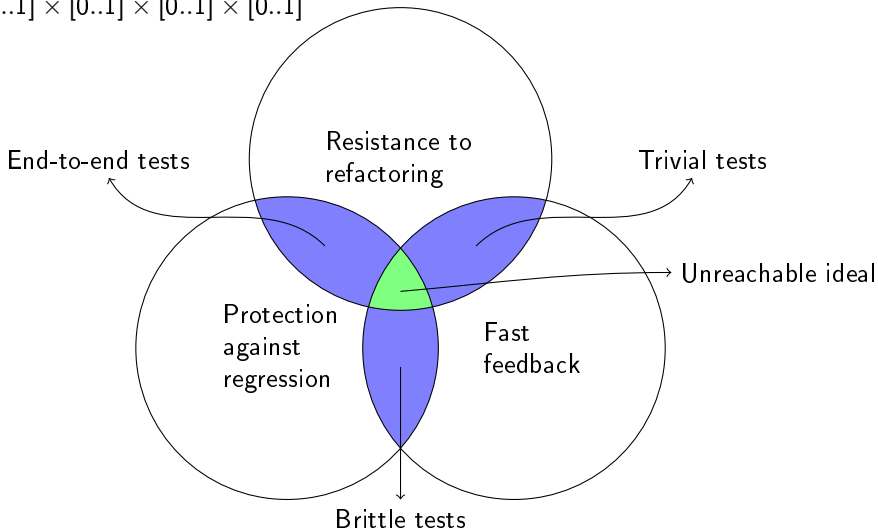 ..1] × [0..1] × [0..1] × [0..1]
Resistance to
refactoring
End-to-end tests
Trivial tests
Unreachable ideal
Protection
against
regression
Fast
feedback
Brittle tests